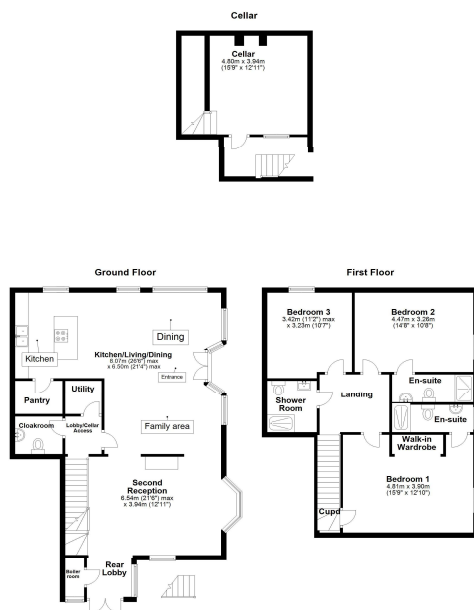 Cellar
Cellar
4.80m x 3.94m
(15'9" x 12'11")
Ground Floor
First Floor
Dining
Kitchen
Kitchen/Living/Dining
8.07m (26'6") max
x 6.50m (21'4") max
Entrance
Pantry
Utility
Cloakroom
Lobby/Cellar
Access
Family area
Second
Reception
6.54m (21'6") max
x 3.94m (12'11")
Boiler
room
Rear
Lobby
Bedroom 3
3.42m (11'2") max
x 3.23m (10'7")
Bedroom 2
4.47m x 3.26m
(14'8" x 10'8")
Shower
Room
Landing
En-suite
En-suite
Walk-in
Wardrobe
Bedroom 1
4.81m x 3.90m
(15'9" x 12'10")
Cupd